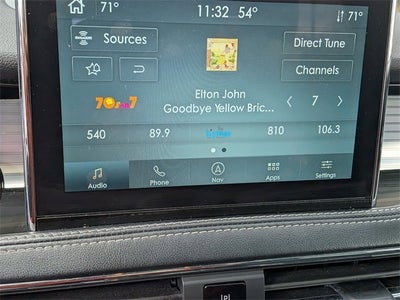 71° 11:32 54° 71°
SiriusXM Sources Direct Tune
Channels
Elton John
70s on 7 Goodbye Yellow Bric... 7
540 89.9 810 106.3
Audio Phone Nav Apps Settings